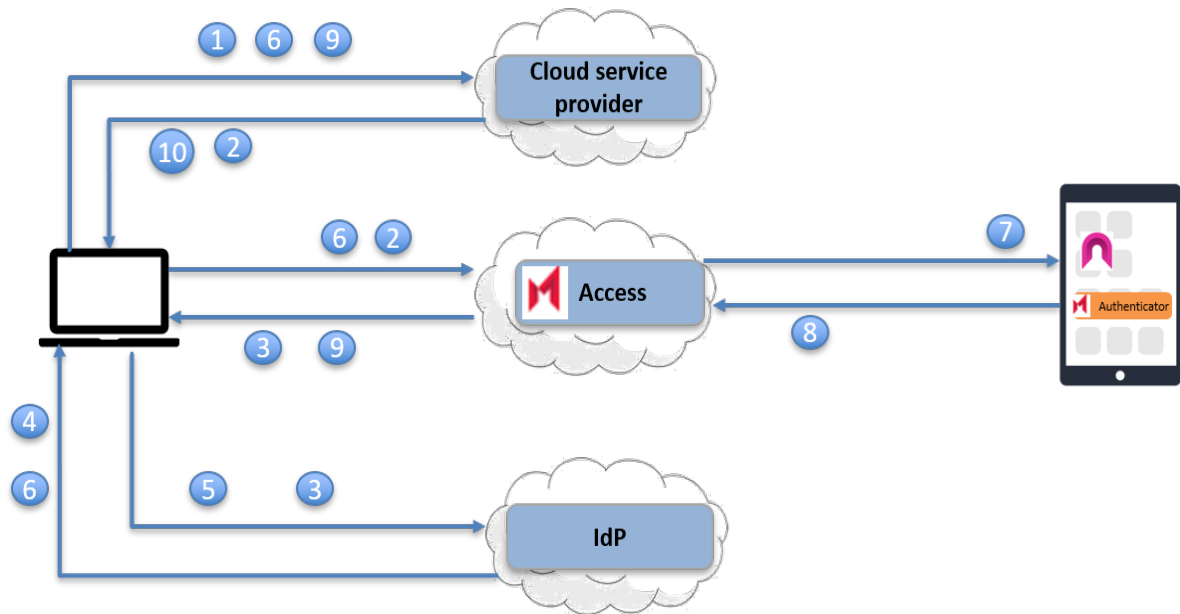 1 6 9
Cloud service
provider
10 2
6 2
7
Access
Authenticator
3 9
8
4
6
5 3
IdP